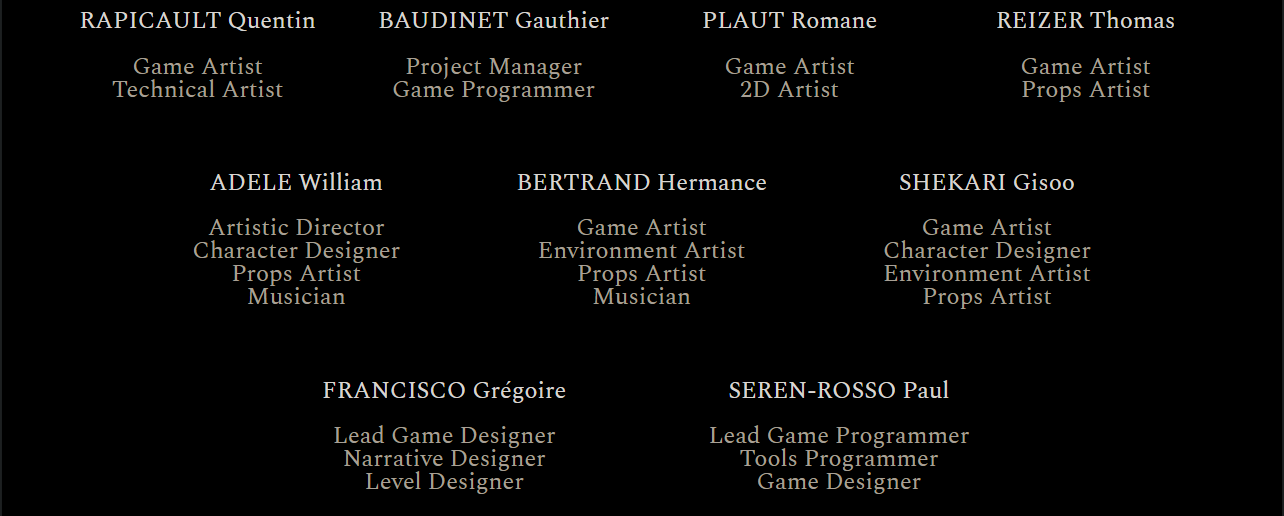 RAPICAULT Quentin
Game Artist
Technical Artist
BAUDINET Gauthier
Project Manager
Game Programmer
PLAUT Romane
Game Artist
2D Artist
REIZER Thomas
Game Artist
Props Artist
ADELE William
Artistic Director
Character Designer
Props Artist
Musician
BERTRAND Hermance
Game Artist
Environment Artist
Props Artist
Musician
SHEKARI Gisoo
Game Artist
Character Designer
Environment Artist
Props Artist
FRANCISCO Grégoire
Lead Game Designer
Narrative Designer
Level Designer
SEREN-ROSSO Paul
Lead Game Programmer
Tools Programmer
Game Designer